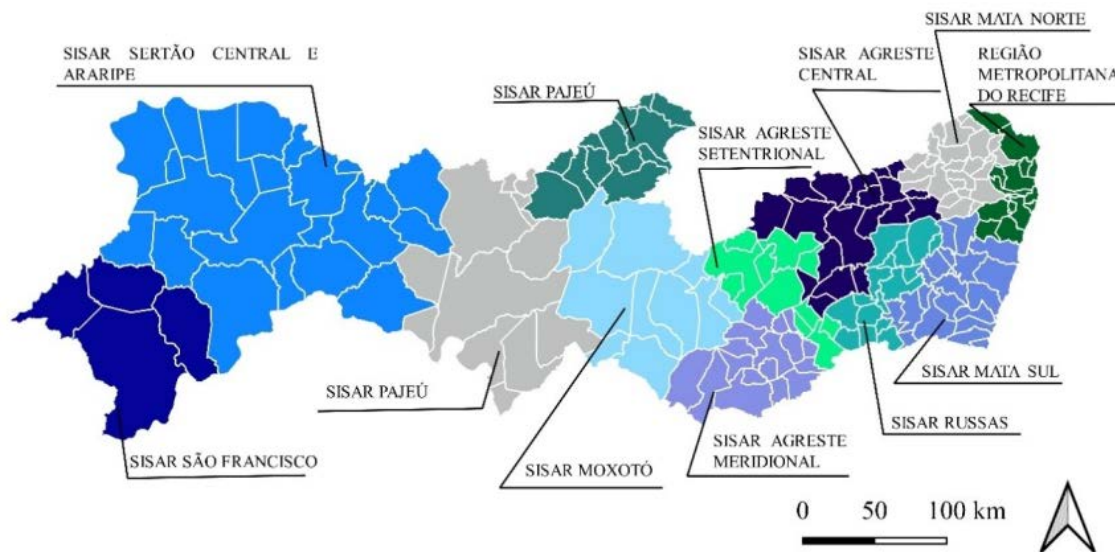 SISAR MATA NORTE
SISAR SERTÃO CENTRAL E
ARARIPE
SISAR AGRESTE
CENTRAL
REGIÃO
METROPOLITANA
DO RECIFE
SISAR PAJEÚ
SISAR AGRESTE
SETENTRIONAL
SISAR PAJEÚ
SISAR MATA SUL
SISAR RUSSAS
SISAR AGRESTE
MERIDIONAL
SISAR SÃO FRANCISCO
SISAR MOXOTÓ
0 50 100 km